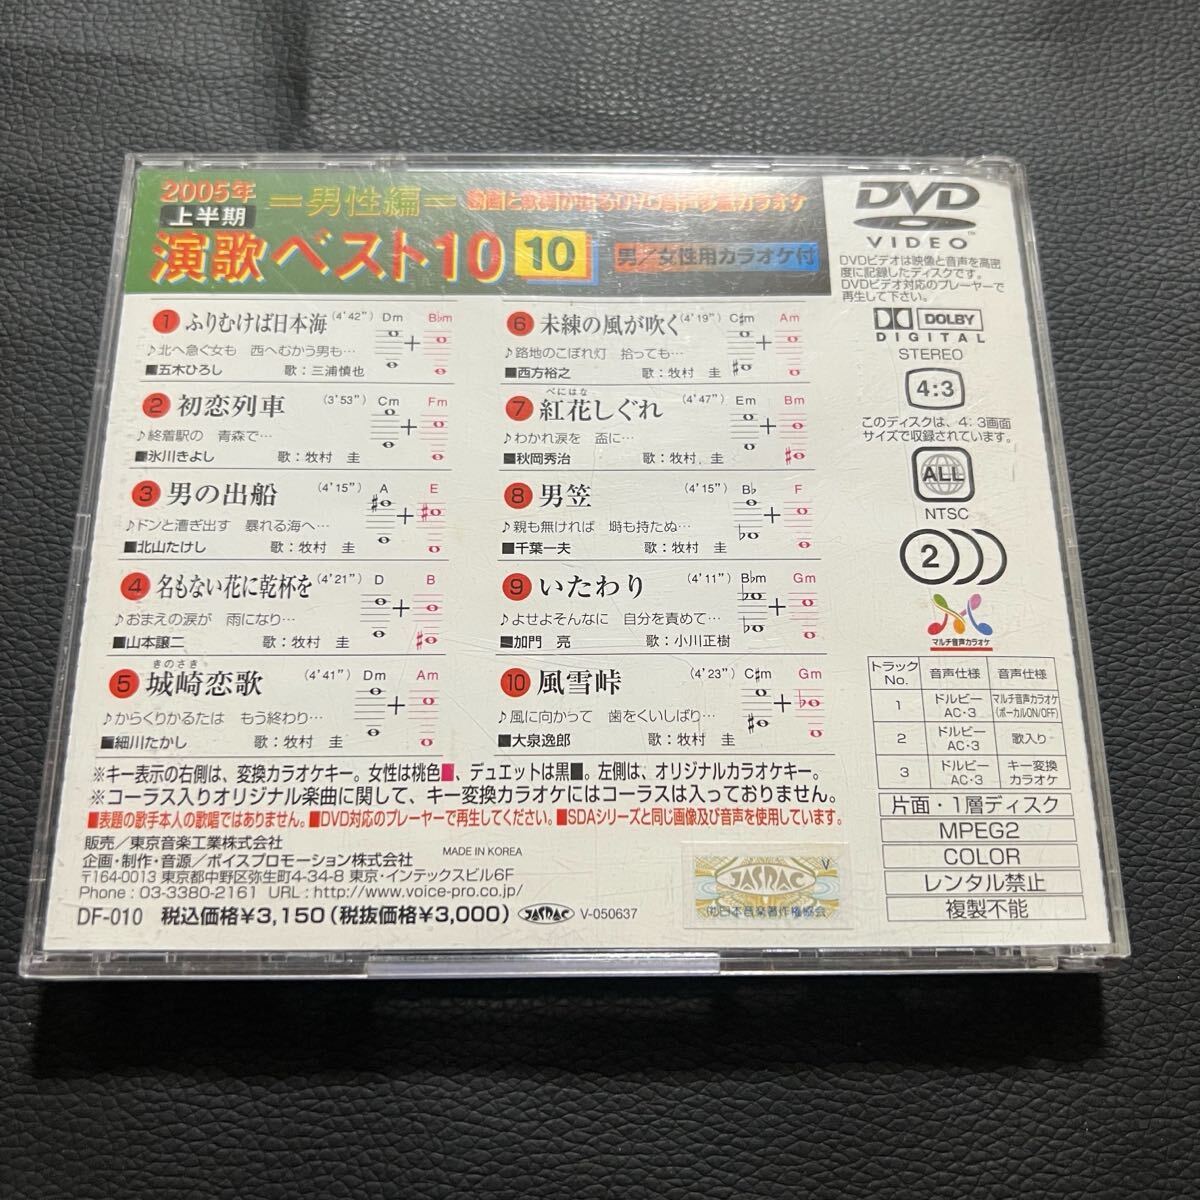 2005年
上半期
=男性編=
演歌ベスト10 10
男/女性用カラオケ付
1 ふりむけば日本海 (4'42") Dm B♭m
♪北へ急ぐ女も 西へむかう男も…
■五木ひろし 歌:三浦慎也
2 初恋列車 (3'53") Cm Fm
♪終着駅の 青森で…
■氷川きよし 歌:牧村 圭
3 男の出船 (4'15") A E
♪ドンと漕ぎ出す 暴れる海へ…
■北山たけし 歌:牧村 圭
4 名もない花に乾杯を (4'21") D B
♪おまえの涙が 雨になり…
■山本譲二 歌:牧村 圭
きのさき
5 城崎恋歌 (4'41") Dm Am
♪からくりかるたは もう終わり…
■細川たかし 歌:牧村 圭
6 未練の風が吹く (4'19") C♯m Am
♪路地のこぼれ灯 拾っても…
■西方裕之 歌:牧村 圭
べにはな
7 紅花しぐれ (4'47") Em Bm
♪わかれ涙を 盃に…
■秋岡秀治 歌:牧村 圭
8 男笠 (4'15") B♭ F
♪親も無ければ 塒も持たぬ…
■千葉一夫 歌:牧村 圭
9 いたわり (4'11") B♭m Gm
♪よせよそんなに 自分を責めて…
■加門 亮 歌:小川正樹
10 風雪峠 (4'23") C♯m Gm
♪風に向かって 歯をくいしばり…
■大泉逸郎 歌:牧村 圭
※キー表示の右側は、変換カラオケキー。女性は桃色■、デュエットは黒■。左側は、オリジナルカラオケキー。
※コーラス入りオリジナル楽曲に関して、キー変換カラオケにはコーラスは入っておりません。
■表題の歌手本人の歌唱ではありません。■DVD対応のプレーヤーで再生してください。■SDAシリーズと同じ画像及び音声を使用しています。
販売/東京音楽工業株式会社
企画・制作・音源/ボイスプロモーション株式会社
MADE IN KOREA
〒164-0013 東京都中野区弥生町4-34-8 東京・インテックスビル6F
Phone : 03-3380-2161 URL : http://www.voice-pro.co.jp/
DF-010 税込価格¥3,150(税抜価格¥3,000) JASRAC V-050637
V
JASRAC
(社)日本音楽著作権協会
DVD
VIDEO
DVDビデオは映像と音声を高密
度に記録したディスクです。
DVDビデオ対応のプレーヤーで
再生して下さい。
DOLBY
DIGITAL
STEREO
4:3
このディスクは、4:3画面
サイズで収録されています。
ALL
NTSC
2
マルチ音声カラオケ
トラックNo. 音声仕様 音声仕様
1 ドルビーAC・3 マルチ音声カラオケ(ボーカルON/OFF)
2 ドルビーAC・3 歌入り
3 ドルビーAC・3 キー変換カラオケ
片面・1層ディスク
MPEG2
COLOR
レンタル禁止
複製不能